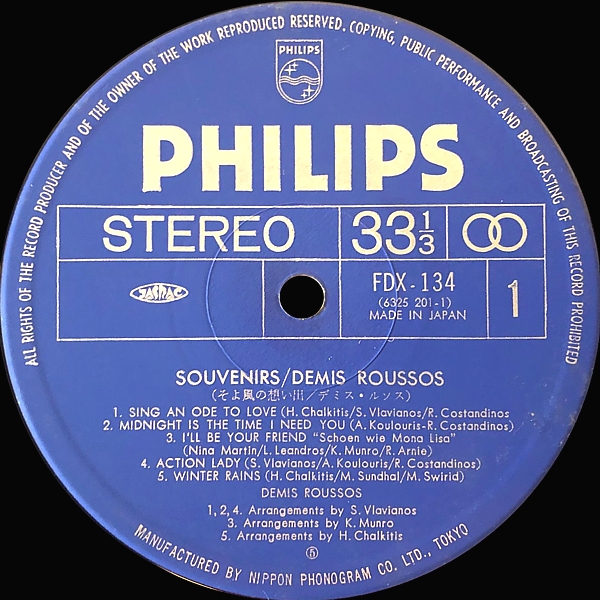 ALL RIGHTS OF THE RECORD PRODUCER AND OF THE OWNER OF THE WORK REPRODUCED RESERVED. COPYING, PUBLIC PERFORMANCE AND BROADCASTING OF THIS RECORD PROHIBITED
PHILIPS
PHILIPS
STEREO 33 1/3
JASRAC FDX-134 1
(6325 201-1)
MADE IN JAPAN
SOUVENIRS/DEMIS ROUSSOS
(そよ風の想い出/デミス・ルソス)
1. SING AN ODE TO LOVE (H. Chalkitis/S. Vlavianos/R. Costandinos)
2. MIDNIGHT IS THE TIME I NEED YOU (A. Koulouris-R. Costandinos)
3. I'LL BE YOUR FRIEND "Schoen wie Mona Lisa"
(Nina Martin/L. Leandros/K. Munro/R. Arnie)
4. ACTION LADY (S. Vlavianos/A. Koulouris/R. Costandinos)
5. WINTER RAINS (H. Chalkitis/M. Sundhal/M. Swirid)
DEMIS ROUSSOS
1, 2, 4. Arrangements by S. Vlavianos
3. Arrangements by K. Munro
5. Arrangements by H. Chalkitis
⑤
MANUFACTURED BY NIPPON PHONOGRAM CO. LTD., TOKYO